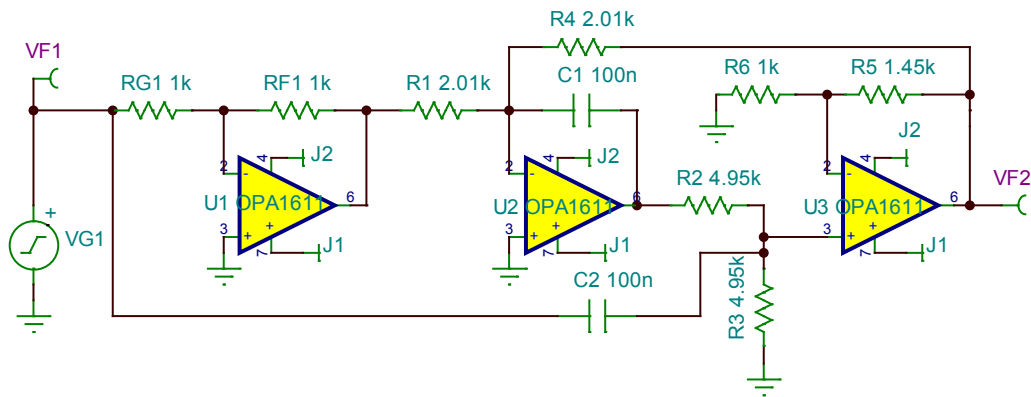 R4 2.01k
VF1
RG1 1k
RF1 1k
R1 2.01k
C1 100n
R6 1k
R5 1.45k
J2
J2
J2
2
4
-
U1 OPA1611
6
3
+
+
7
J1
2
4
-
U2 OPA1611
6
3
+
+
7
J1
R2 4.95k
2
4
-
U3 OPA1611
6
3
+
+
7
J1
VF2
+
VG1
C2 100n
R3 4.95k